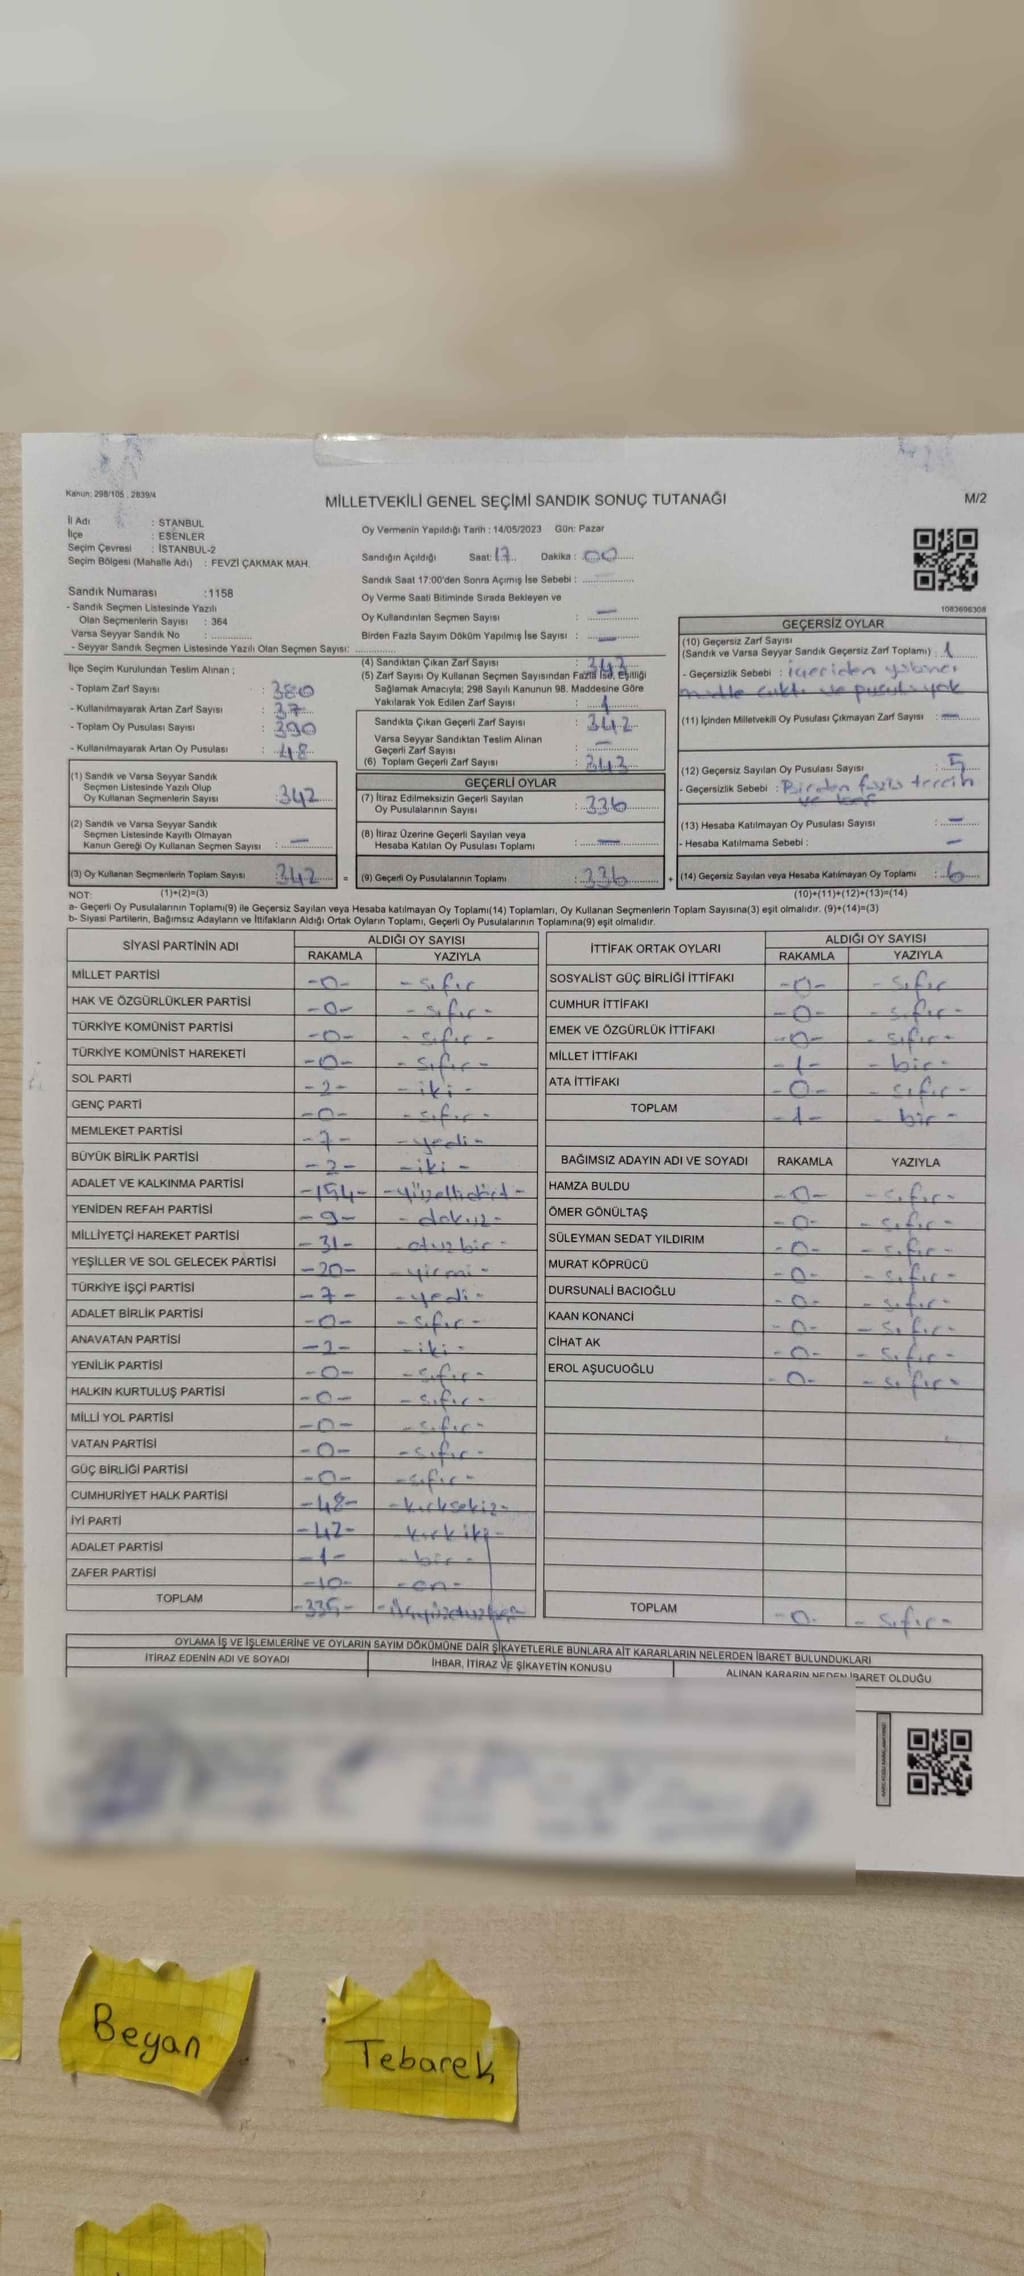 Kanun: 298/105 , 2839/4
MİLLETVEKİLİ GENEL SEÇİMİ SANDIK SONUÇ TUTANAĞI
M/2
İl Adı : STANBUL
İlçe : ESENLER
Seçim Çevresi : İSTANBUL-2
Seçim Bölgesi (Mahalle Adı) : FEVZİ ÇAKMAK MAH.
Oy Vermenin Yapıldığı Tarih : 14/05/2023 Gün: Pazar
Sandığın Açıldığı Saat: 17 Dakika : 00
Sandık Saat 17:00'den Sonra Açımış İse Sebebi :
Oy Verme Saati Bitiminde Sırada Bekleyen ve
Oy Kullandırılan Seçmen Sayısı : —
Birden Fazla Sayım Döküm Yapılmış İse Sayısı : —
Sandık Numarası :1158
- Sandık Seçmen Listesinde Yazılı
Olan Seçmenlerin Sayısı : 364
Varsa Seyyar Sandık No :
- Seyyar Sandık Seçmen Listesinde Yazılı Olan Seçmen Sayısı:
1083696308
İlçe Seçim Kurulundan Teslim Alınan ;
- Toplam Zarf Sayısı : 380
- Kullanılmayarak Artan Zarf Sayısı : 37
- Toplam Oy Pusulası Sayısı : 390
- Kullanılmayarak Artan Oy Pusulası : 48
(1) Sandık ve Varsa Seyyar Sandık
Seçmen Listesinde Yazılı Olup
Oy Kullanan Seçmenlerin Sayısı : 342
(2) Sandık ve Varsa Seyyar Sandık
Seçmen Listesinde Kayıtlı Olmayan
Kanun Gereği Oy Kullanan Seçmen Sayısı : —
(3) Oy Kullanan Seçmenlerin Toplam Sayısı : 342 =
(4) Sandıktan Çıkan Zarf Sayısı : 343
(5) Zarf Sayısı Oy Kullanan Seçmen Sayısından Fazla İse, Eşitliği
Sağlamak Amacıyla; 298 Sayılı Kanunun 98. Maddesine Göre
Yakılarak Yok Edilen Zarf Sayısı : 1
Sandıkta Çıkan Geçerli Zarf Sayısı : 342
Varsa Seyyar Sandıktan Teslim Alınan
Geçerli Zarf Sayısı : —
(6) Toplam Geçerli Zarf Sayısı : 343
GEÇERLİ OYLAR
(7) İtiraz Edilmeksizin Geçerli Sayılan
Oy Pusulalarının Sayısı : 336
(8) İtiraz Üzerine Geçerli Sayılan veya
Hesaba Katılan Oy Pusulası Toplamı : —
(9) Geçerli Oy Pusulalarının Toplamı : 336 +
GEÇERSİZ OYLAR
(10) Geçersiz Zarf Sayısı
(Sandık ve Varsa Seyyar Sandık Geçersiz Zarf Toplamı) : 1
- Geçersizlik Sebebi : içeriden yabancı
madde çıktı ve pusula yok
(11) İçinden Milletvekili Oy Pusulası Çıkmayan Zarf Sayısı : —
(12) Geçersiz Sayılan Oy Pusulası Sayısı : 5
- Geçersizlik Sebebi : Birden fazla tercih
(13) Hesaba Katılmayan Oy Pusulası Sayısı : —
- Hesaba Katılmama Sebebi : —
(14) Geçersiz Sayılan veya Hesaba Katılmayan Oy Toplamı : 6
NOT: (1)+(2)=(3)
(10)+(11)+(12)+(13)=(14)
a- Geçerli Oy Pusulalarının Toplamı(9) ile Geçersiz Sayılan veya Hesaba katılmayan Oy Toplamı(14) Toplamları, Oy Kullanan Seçmenlerin Toplam Sayısına(3) eşit olmalıdır. (9)+(14)=(3)
b- Siyasi Partilerin, Bağımsız Adayların ve İttifakların Aldığı Ortak Oyların Toplamı, Geçerli Oy Pusulalarının Toplamına(9) eşit olmalıdır.
SİYASİ PARTİNİN ADI ALDIĞI OY SAYISI
RAKAMLA YAZIYLA
MİLLET PARTİSİ -0- -sıfır
HAK VE ÖZGÜRLÜKLER PARTİSİ -0- -sıfır-
TÜRKİYE KOMÜNİST PARTİSİ -0- -sıfır-
TÜRKİYE KOMÜNİST HAREKETİ -0- -sıfır-
SOL PARTİ -2- -iki-
GENÇ PARTİ -0- -sıfır-
MEMLEKET PARTİSİ -7- -yedi-
BÜYÜK BİRLİK PARTİSİ -2- -iki-
ADALET VE KALKINMA PARTİSİ -154- -yüzellidört-
YENİDEN REFAH PARTİSİ -9- -dokuz-
MİLLİYETÇİ HAREKET PARTİSİ -31- -otuzbir-
YEŞİLLER VE SOL GELECEK PARTİSİ -20- -yirmi-
TÜRKİYE İŞÇİ PARTİSİ -7- -yedi-
ADALET BİRLİK PARTİSİ -0- -sıfır-
ANAVATAN PARTİSİ -2- -iki-
YENİLİK PARTİSİ -0- -sıfır-
HALKIN KURTULUŞ PARTİSİ -0- -sıfır-
MİLLİ YOL PARTİSİ -0- -sıfır-
VATAN PARTİSİ -0- -sıfır-
GÜÇ BİRLİĞİ PARTİSİ -0- -sıfır-
CUMHURİYET HALK PARTİSİ -48- -kırksekiz-
İYİ PARTİ -42- kırkiki
ADALET PARTİSİ -1- -bir-
ZAFER PARTİSİ -10- -on-
TOPLAM -335-
İTTİFAK ORTAK OYLARI ALDIĞI OY SAYISI
RAKAMLA YAZIYLA
SOSYALİST GÜÇ BİRLİĞİ İTTİFAKI -0- -sıfır
CUMHUR İTTİFAKI -0- -sıfır-
EMEK VE ÖZGÜRLÜK İTTİFAKI -0- -sıfır-
MİLLET İTTİFAKI -1- -bir-
ATA İTTİFAKI -0- -sıfır-
TOPLAM -1- -bir-
BAĞIMSIZ ADAYIN ADI VE SOYADI RAKAMLA YAZIYLA
HAMZA BULDU -0- -sıfır-
ÖMER GÖNÜLTAŞ -0- -sıfır-
SÜLEYMAN SEDAT YILDIRIM -0- -sıfır-
MURAT KÖPRÜCÜ -0- -sıfır-
DURSUNALİ BACIOĞLU -0- -sıfır-
KAAN KONANCİ -0- -sıfır-
CİHAT AK -0- -sıfır-
EROL AŞUCUOĞLU -0- -sıfır-
TOPLAM -0- -sıfır-
OYLAMA İŞ VE İŞLEMLERİNE VE OYLARIN SAYIM DÖKÜMÜNE DAİR ŞİKAYETLERLE BUNLARA AİT KARARLARIN NELERDEN İBARET BULUNDUKLARI
İTİRAZ EDENİN ADI VE SOYADI İHBAR, İTİRAZ VE ŞİKAYETİN KONUSU ALINAN KARARIN NEDEN İBARET OLDUĞU
Beyan
Tebarek